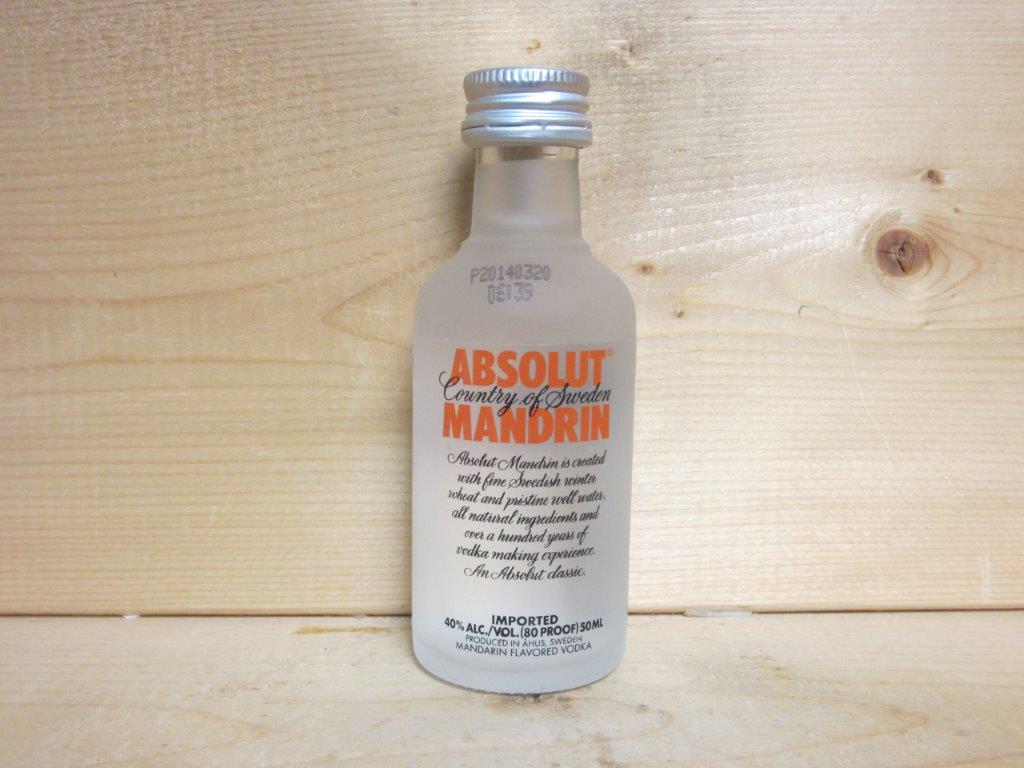 P20140320
06:39
ABSOLUT®
Country of Sweden
MANDRIN
Absolut Mandrin is created
with fine Swedish winter
wheat and pristine well water,
all natural ingredients and
over a hundred years of
vodka making experience.
An Absolut classic.
IMPORTED
40% ALC./VOL. (80 PROOF) 50ML
PRODUCED IN ÅHUS, SWEDEN
MANDARIN FLAVORED VODKA